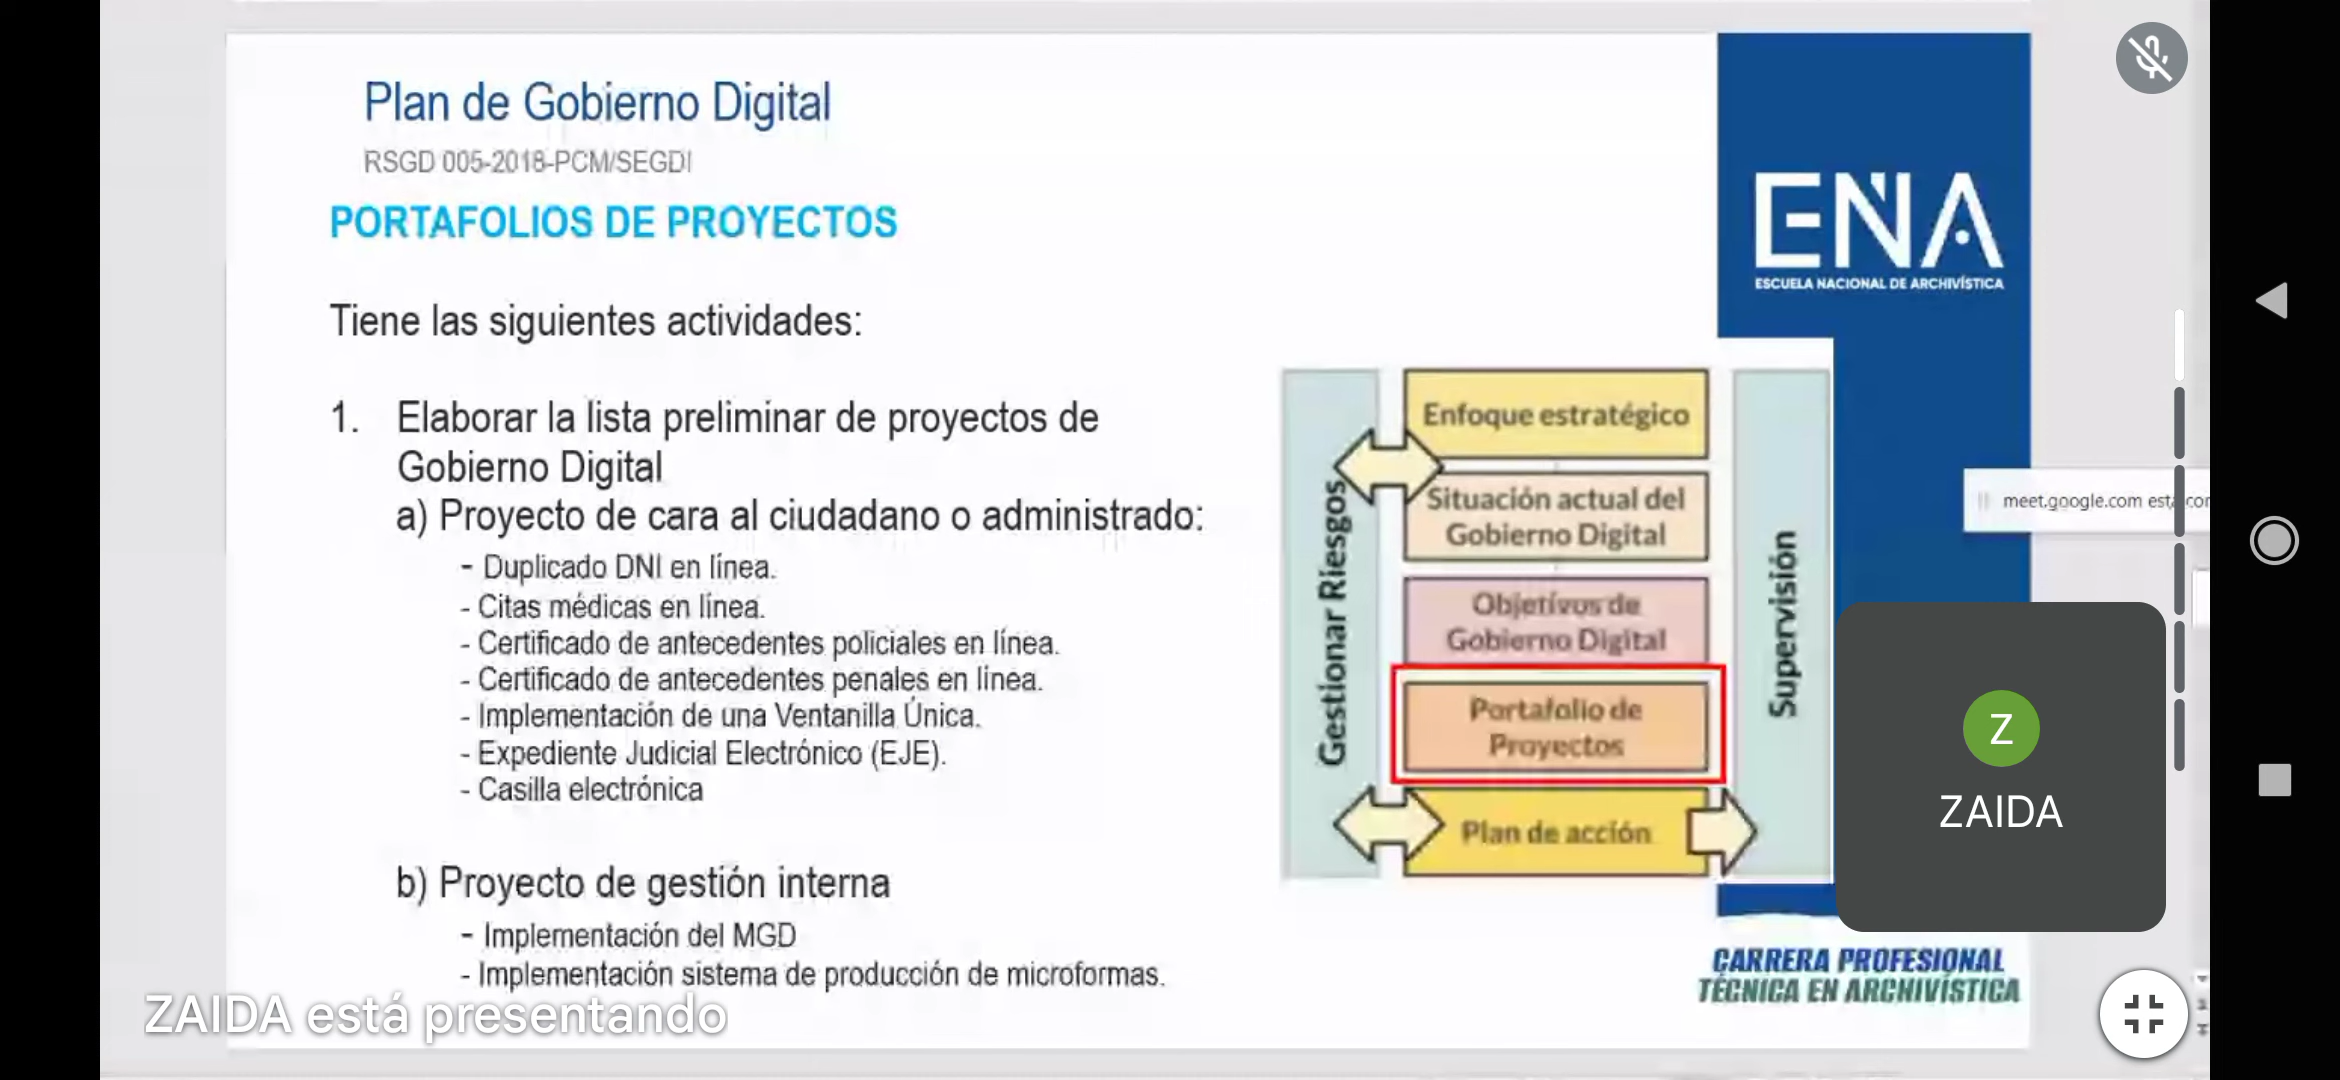 Plan de Gobierno Digital
RSGD 005-2018-PCM/SEGDI
PORTAFOLIOS DE PROYECTOS
Tiene las siguientes actividades:
1. Elaborar la lista preliminar de proyectos de
Gobierno Digital
a) Proyecto de cara al ciudadano o administrado:
- Duplicado DNI en línea.
- Citas médicas en línea.
- Certificado de antecedentes policiales en línea.
- Certificado de antecedentes penales en línea.
- Implementación de una Ventanilla Única.
- Expediente Judicial Electrónico (EJE).
- Casilla electrónica
b) Proyecto de gestión interna
- Implementación del MGD
- Implementación sistema de producción de microformas.
ZAIDA está presentando
Gestionar Riesgos
Enfoque estratégico
Situación actual del
Gobierno Digital
Objetivos de
Gobierno Digital
Portafolio de
Proyectos
Plan de acción
Supervisión
ENA
ESCUELA NACIONAL DE ARCHIVÍSTICA
meet.google.com está
Z
ZAIDA
CARRERA PROFESIONAL
TÉCNICA EN ARCHIVÍSTICA